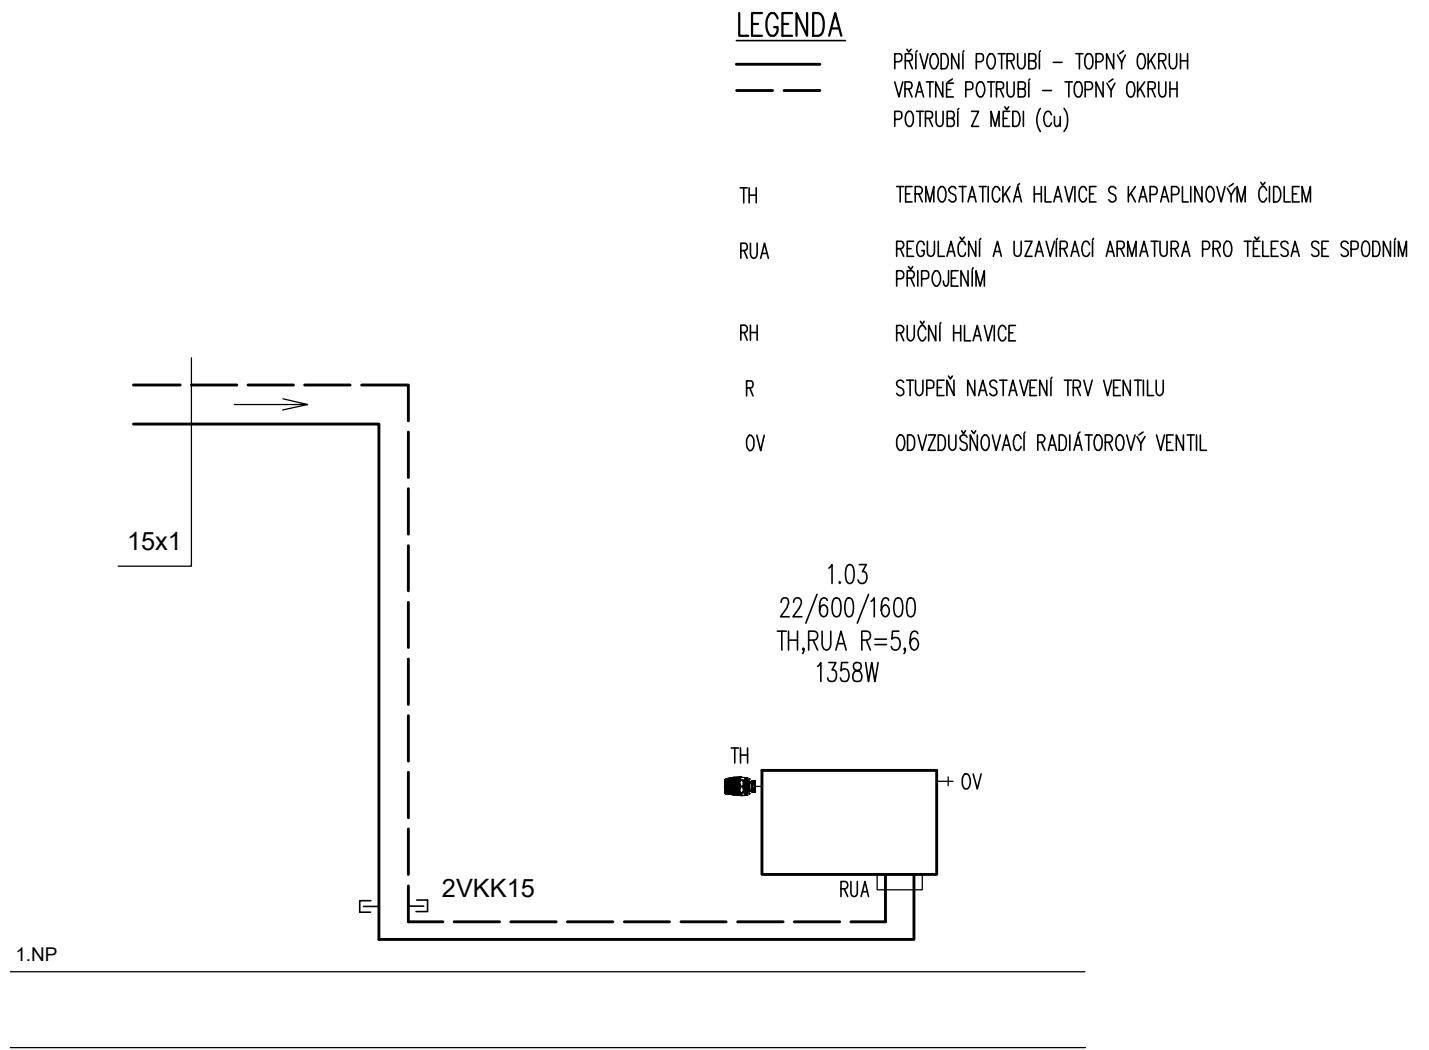 LEGENDA
PŘÍVODNÍ POTRUBÍ – TOPNÝ OKRUH
VRATNÉ POTRUBÍ – TOPNÝ OKRUH
POTRUBÍ Z MĚDI (Cu)
TH TERMOSTATICKÁ HLAVICE S KAPAPLINOVÝM ČIDLEM
RUA REGULAČNÍ A UZAVÍRACÍ ARMATURA PRO TĚLESA SE SPODNÍM
PŘIPOJENÍM
RH RUČNÍ HLAVICE
R STUPEŇ NASTAVENÍ TRV VENTILU
OV ODVZDUŠŇOVACÍ RADIÁTOROVÝ VENTIL
15x1
1.03
22/600/1600
TH,RUA R=5,6
1358W
TH
OV
RUA
2VKK15
1.NP